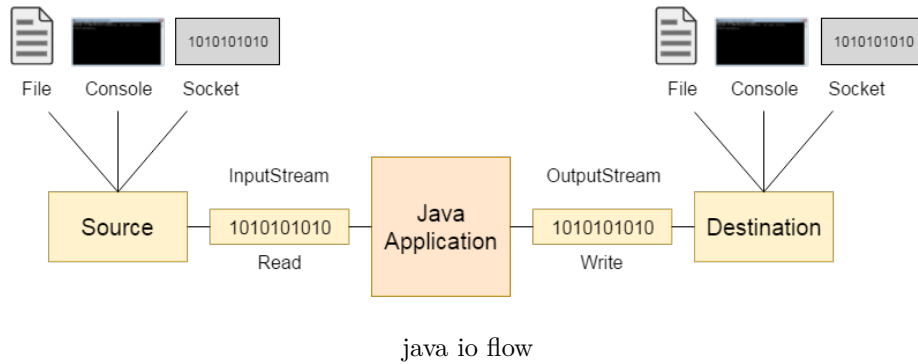 1010101010
1010101010
File Console Socket
File Console Socket
InputStream
OutputStream
Source
1010101010
Java
Application
1010101010
Destination
Read
Write
java io flow